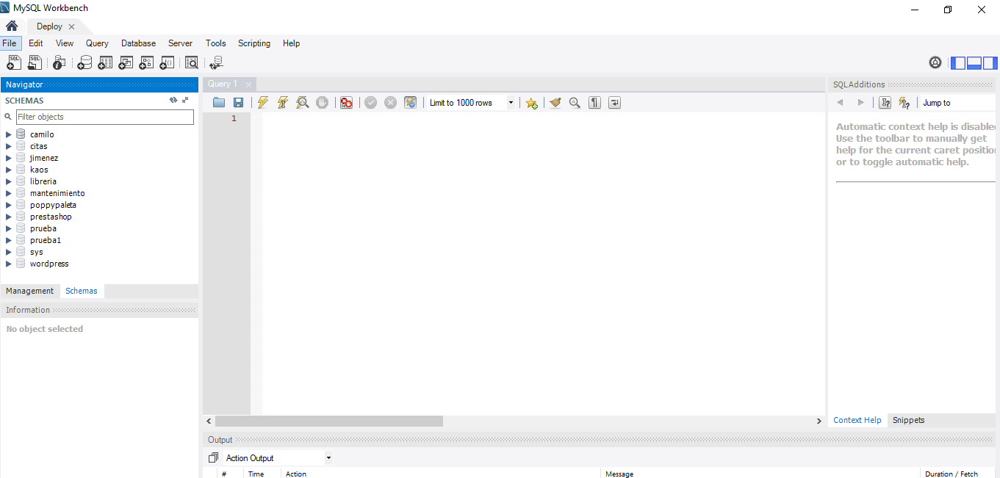 MySQL Workbench
Deploy
File Edit View Query Database Server Tools Scripting Help
Navigator
SCHEMAS
Filter objects
camilo
citas
jimenez
kaos
libreria
mantenimiento
poppypaleta
prestashop
prueba
prueba1
sys
wordpress
Management Schemas
Information
No object selected
Query 1
Limit to 1000 rows
1
SQLAdditions
Jump to
Automatic context help is disabled
Use the toolbar to manually get
help for the current caret position
or to toggle automatic help.
Context Help Snippets
Output
Action Output
# Time Action Message Duration / Fetch